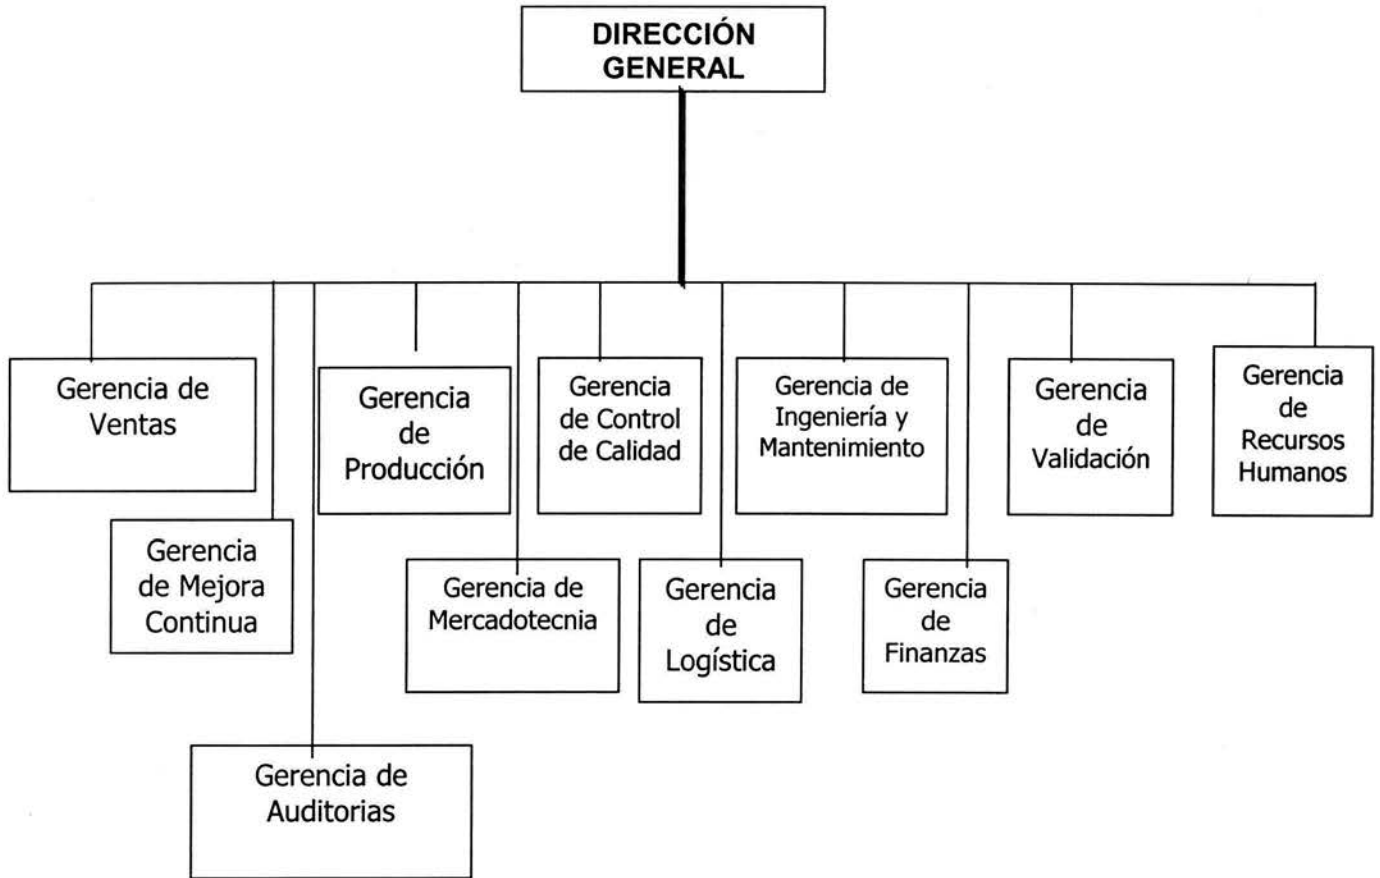 DIRECCIÓN
GENERAL
Gerencia de
Ventas
Gerencia
de
Producción
Gerencia
de Control
de Calidad
Gerencia de
Ingeniería y
Mantenimiento
Gerencia
de
Validación
Gerencia
de
Recursos
Humanos
Gerencia
de Mejora
Continua
Gerencia de
Mercadotecnia
Gerencia
de
Logística
Gerencia
de
Finanzas
Gerencia de
Auditorias